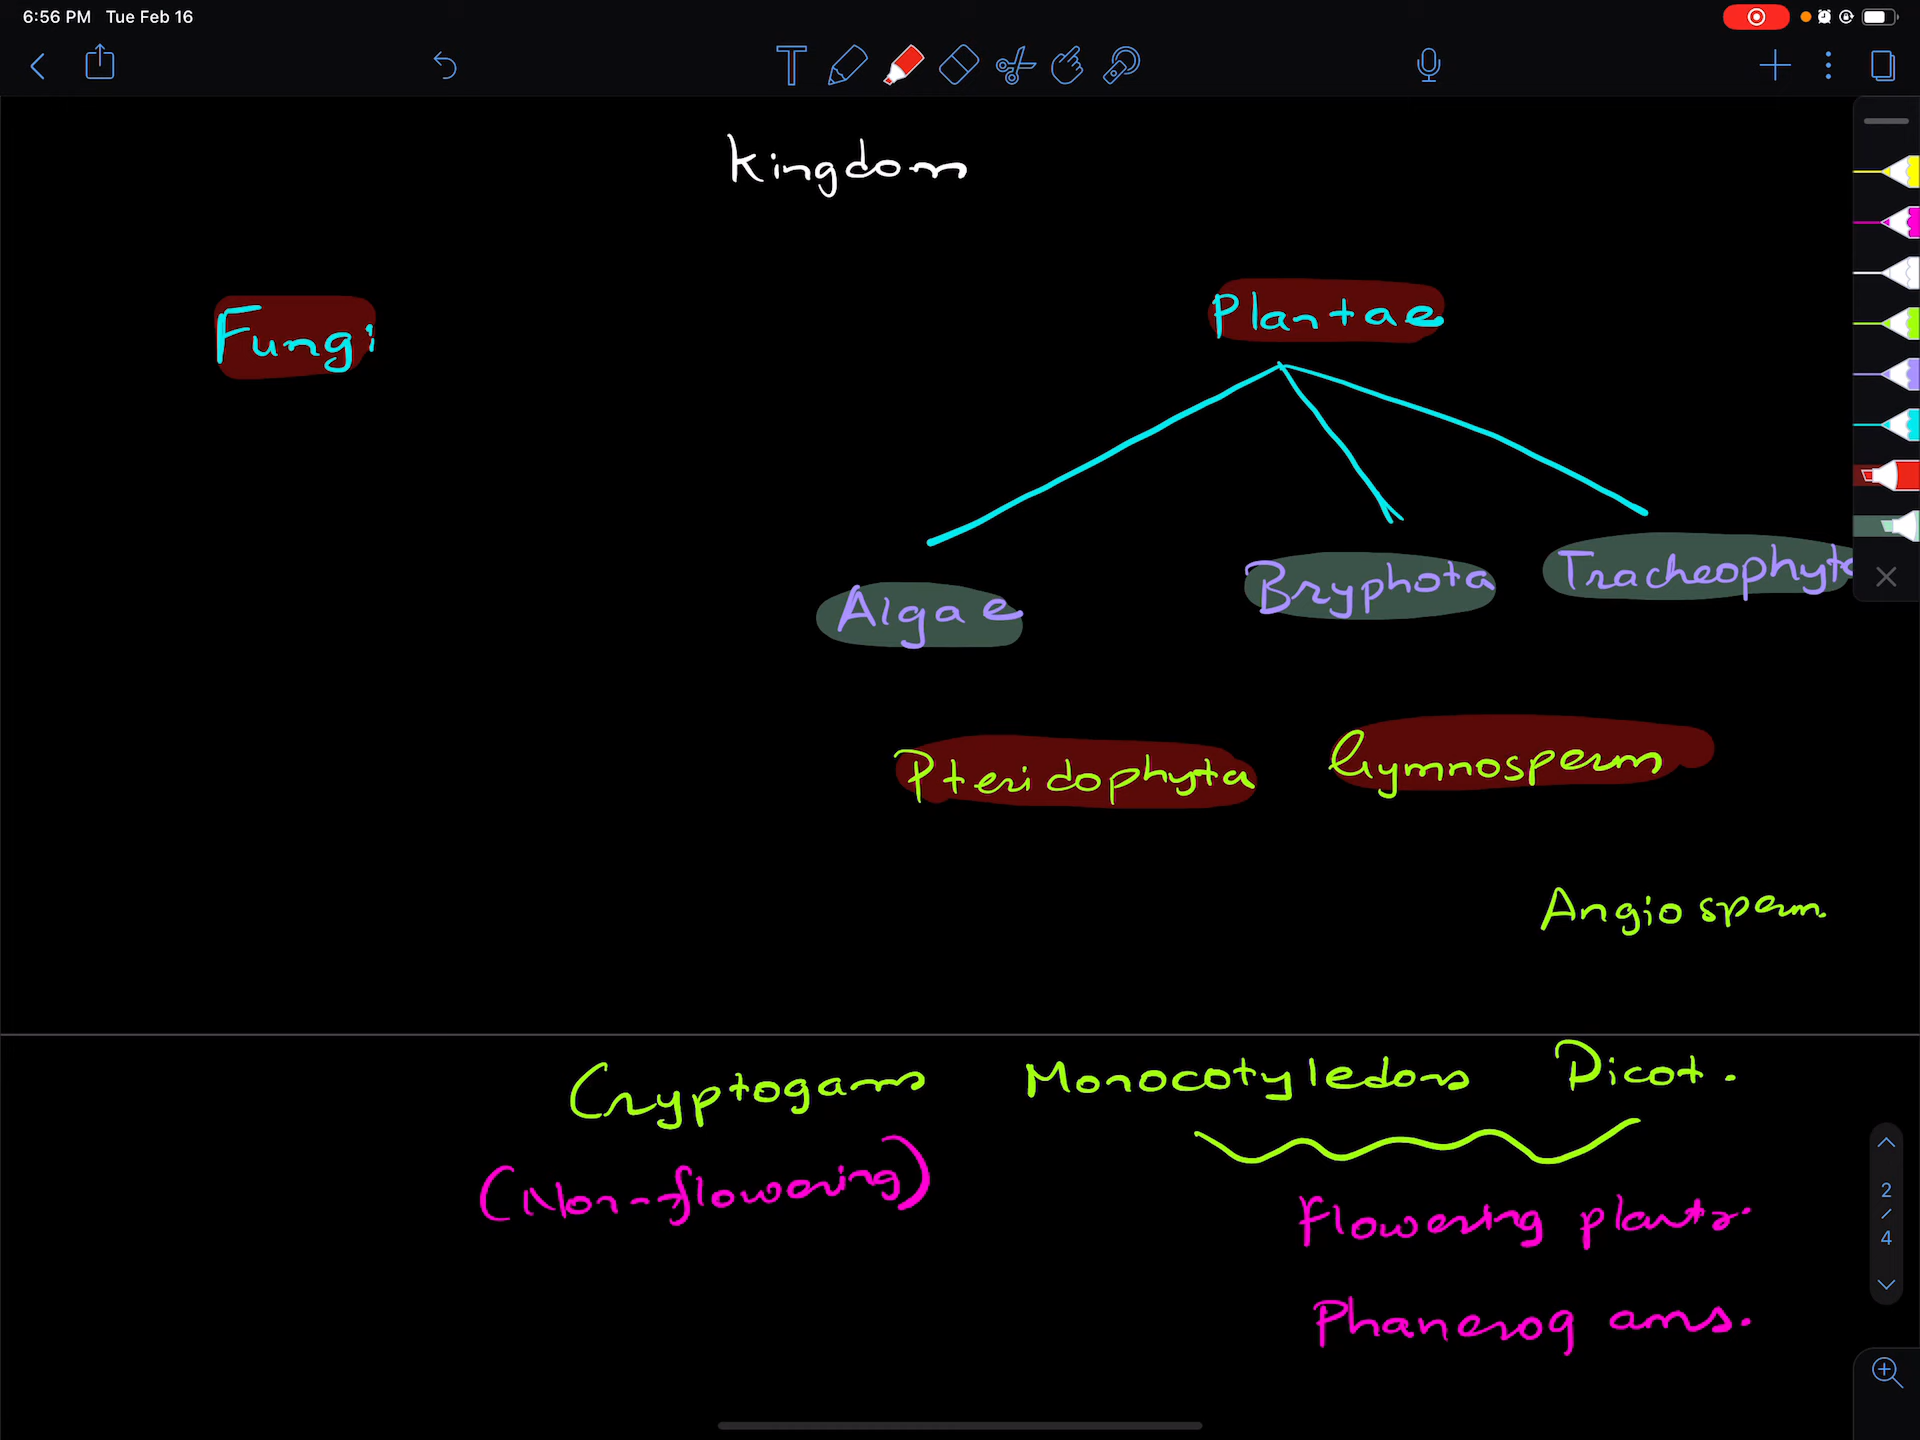 6:56 PM Tue Feb 16
T
Kingdom
Fungi
Plantae
Algae
Bryphota
Tracheophyta
Pteridophyta
Gymnosperm
Angiosperm.
Cryptogams
Monocotyledons
Dicot.
(Non-flowering)
Flowering plants.
Phanerogams.
2
/
4